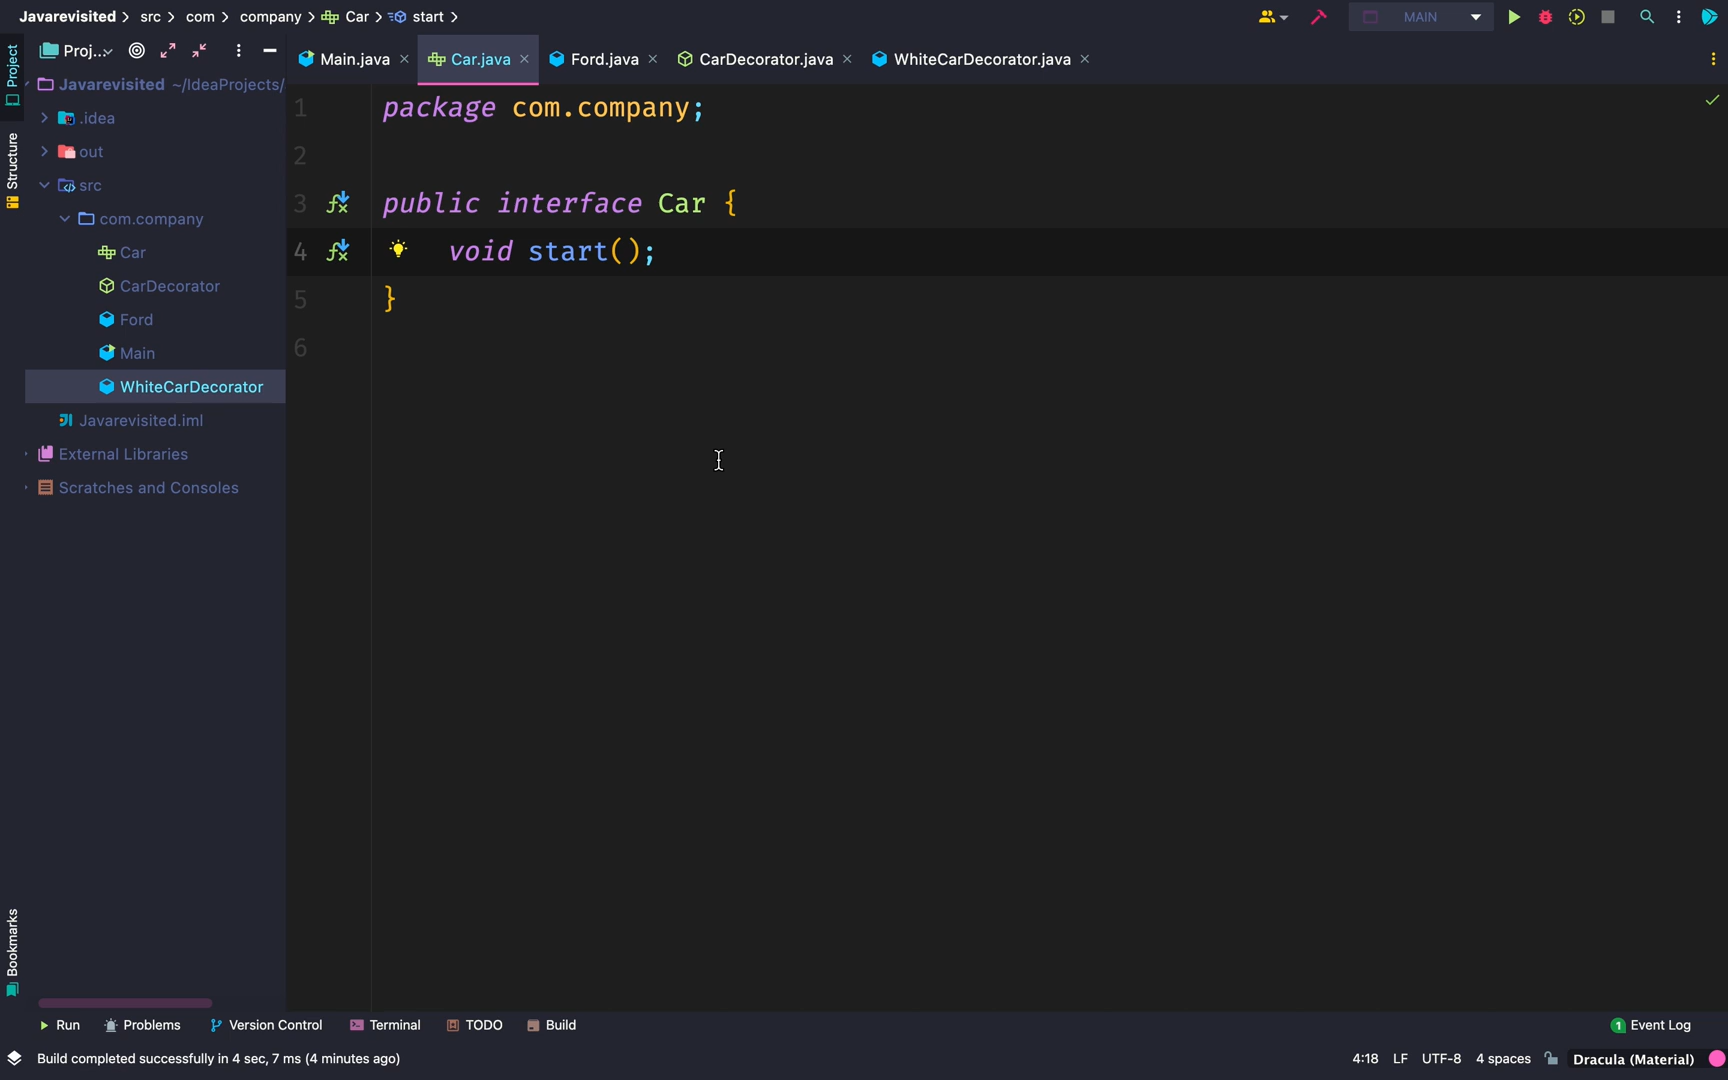 Javarevisited src com company Car start
MAIN
Project
Structure
Bookmarks
Proj...
Javarevisited ~/IdeaProjects/
.idea
out
src
com.company
Car
CarDecorator
Ford
Main
WhiteCarDecorator
Javarevisited.iml
External Libraries
Scratches and Consoles
Main.java Car.java Ford.java CarDecorator.java WhiteCarDecorator.java
1 package com.company;
2
3 public interface Car {
4 void start();
5 }
6
Run Problems Version Control Terminal TODO Build 1 Event Log
Build completed successfully in 4 sec, 7 ms (4 minutes ago) 4:18 LF UTF-8 4 spaces Dracula (Material)